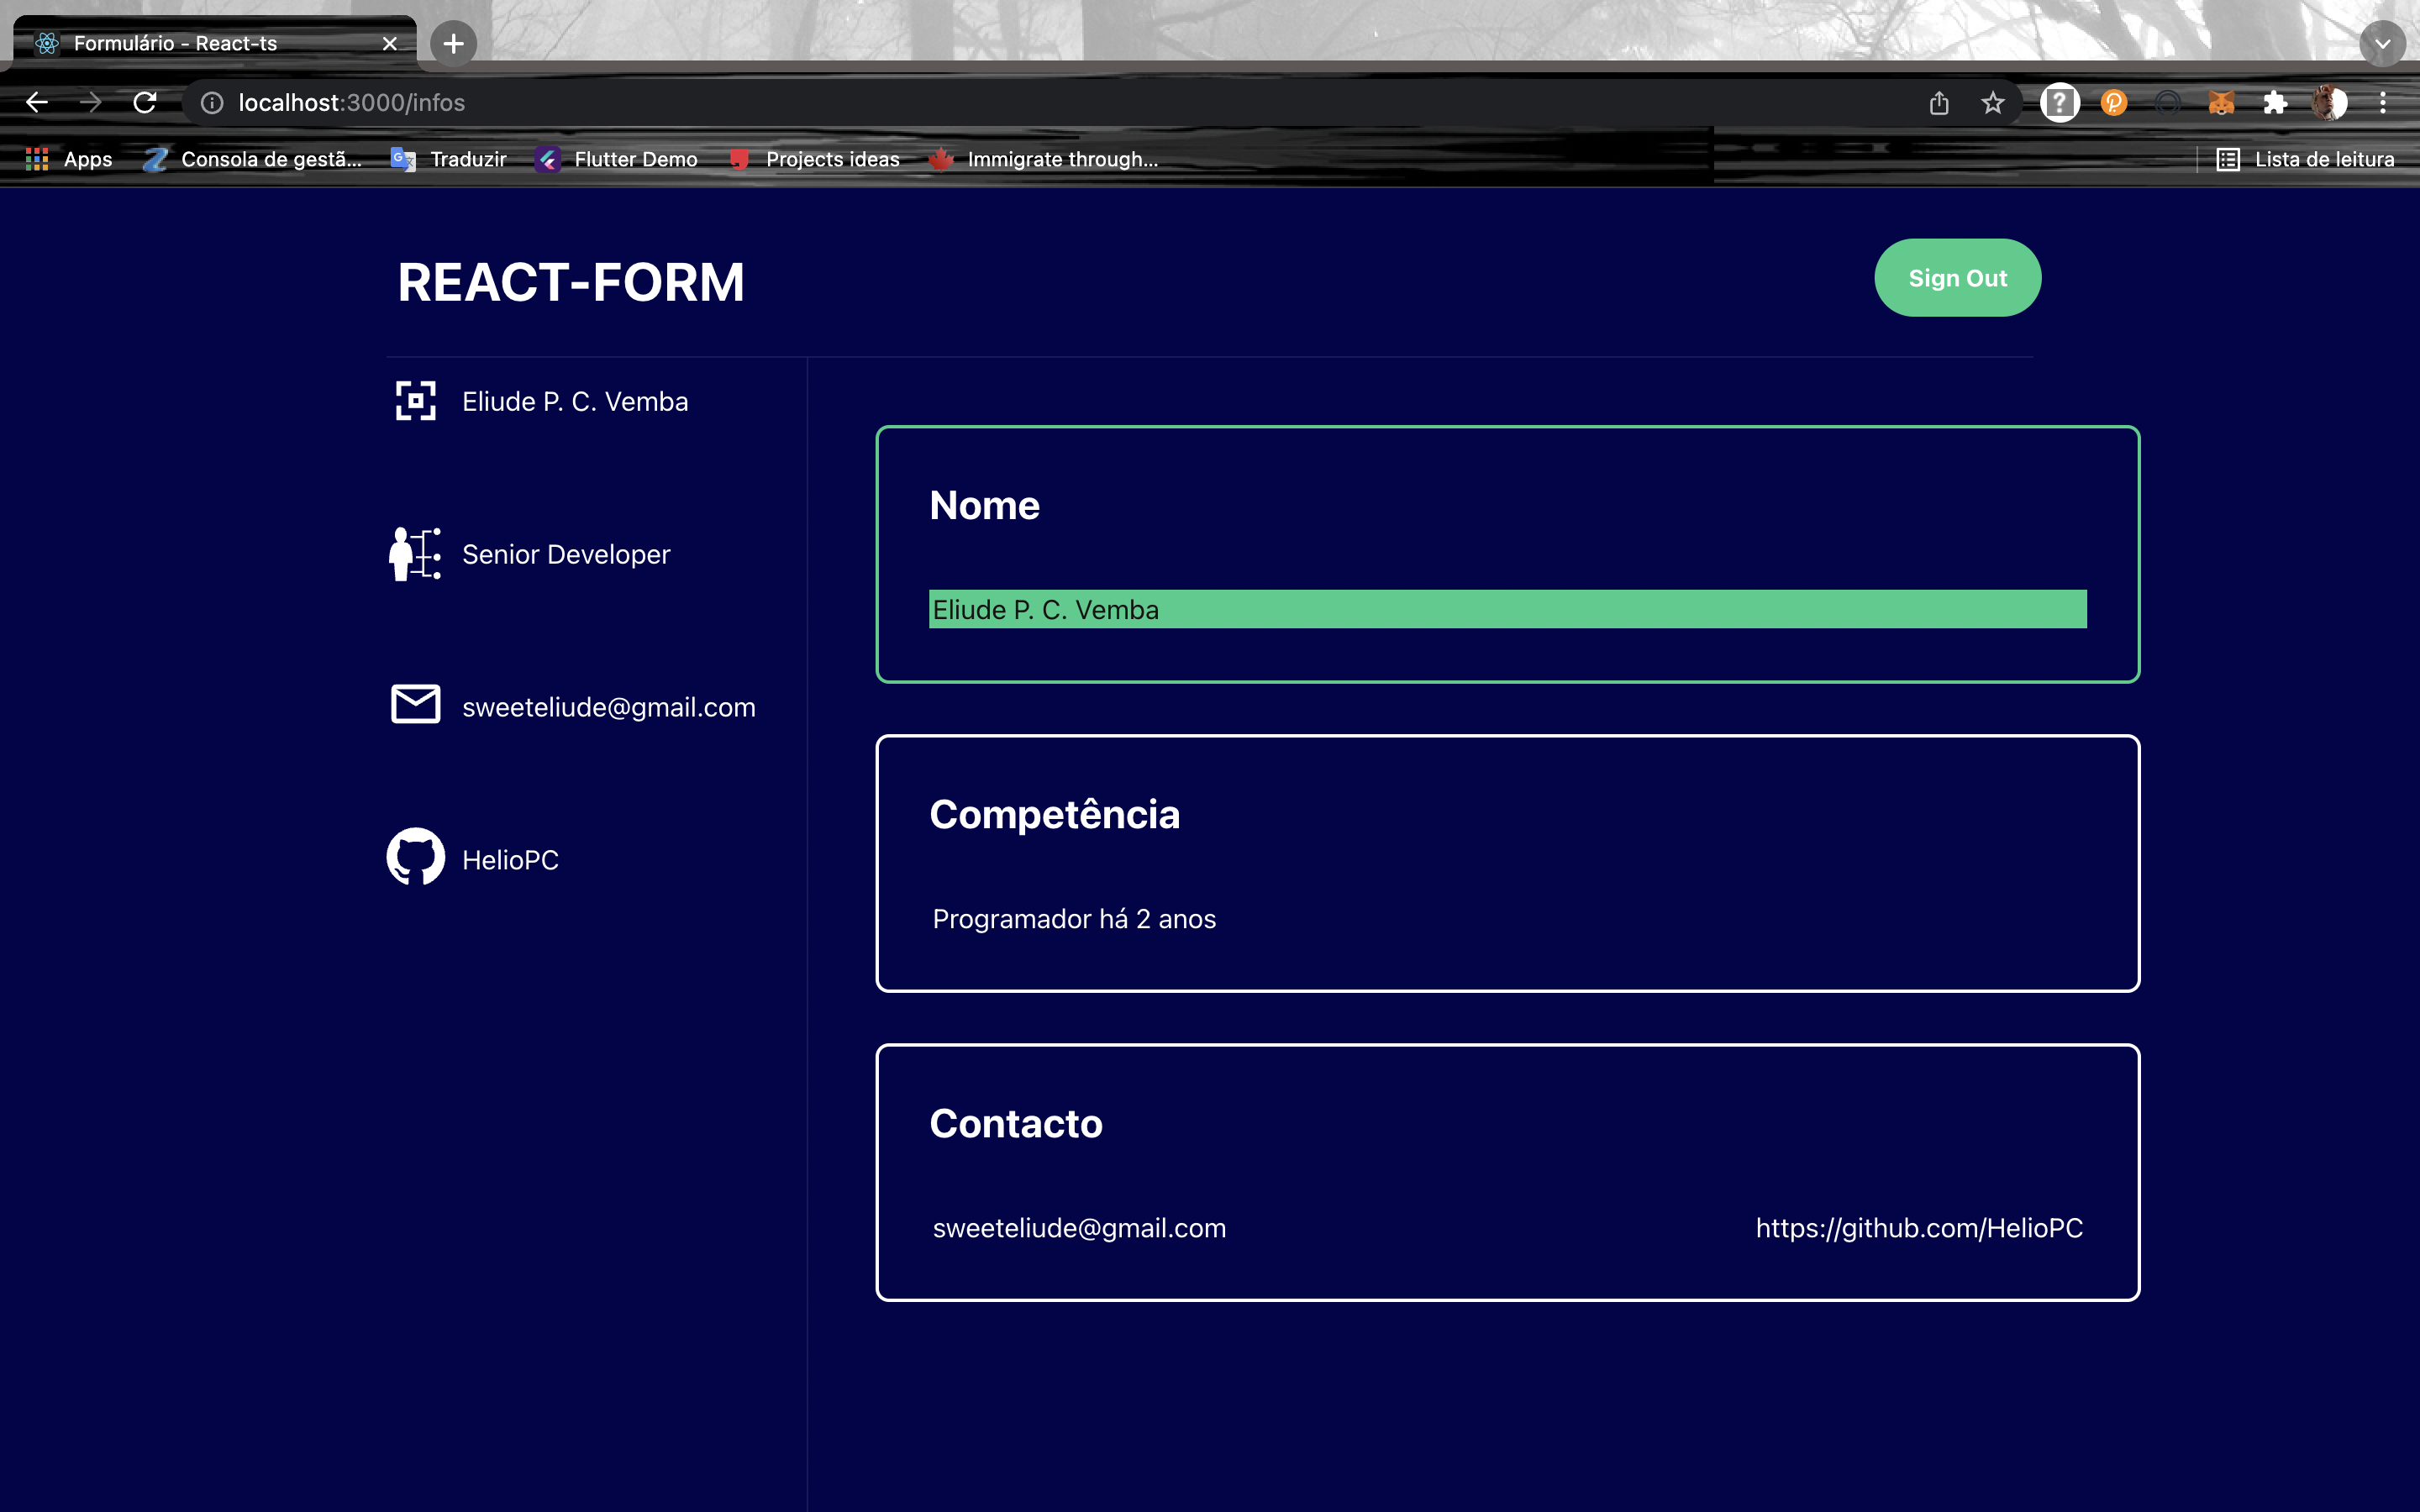 Formulário - React-ts
localhost:3000/infos
Apps Consola de gestã... Traduzir Flutter Demo Projects ideas Immigrate through... Lista de leitura
REACT-FORM
Sign Out
Eliude P. C. Vemba
Senior Developer
sweeteliude@gmail.com
HelioPC
Nome
Eliude P. C. Vemba
Competência
Programador há 2 anos
Contacto
sweeteliude@gmail.com https://github.com/HelioPC